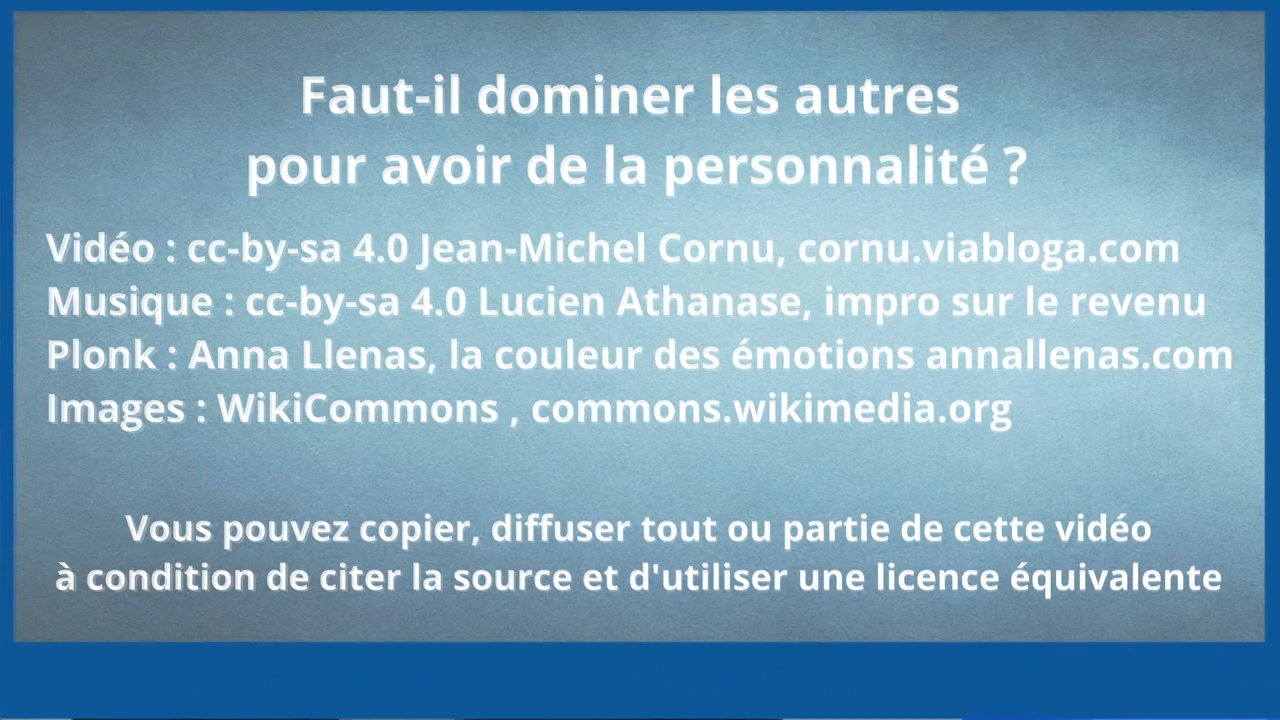 Faut-il dominer les autres
pour avoir de la personnalité ?
Vidéo : cc-by-sa 4.0 Jean-Michel Cornu, cornu.viabloga.com
Musique : cc-by-sa 4.0 Lucien Athanase, impro sur le revenu
Plonk : Anna Llenas, la couleur des émotions annallenas.com
Images : WikiCommons , commons.wikimedia.org
Vous pouvez copier, diffuser tout ou partie de cette vidéo
à condition de citer la source et d'utiliser une licence équivalente